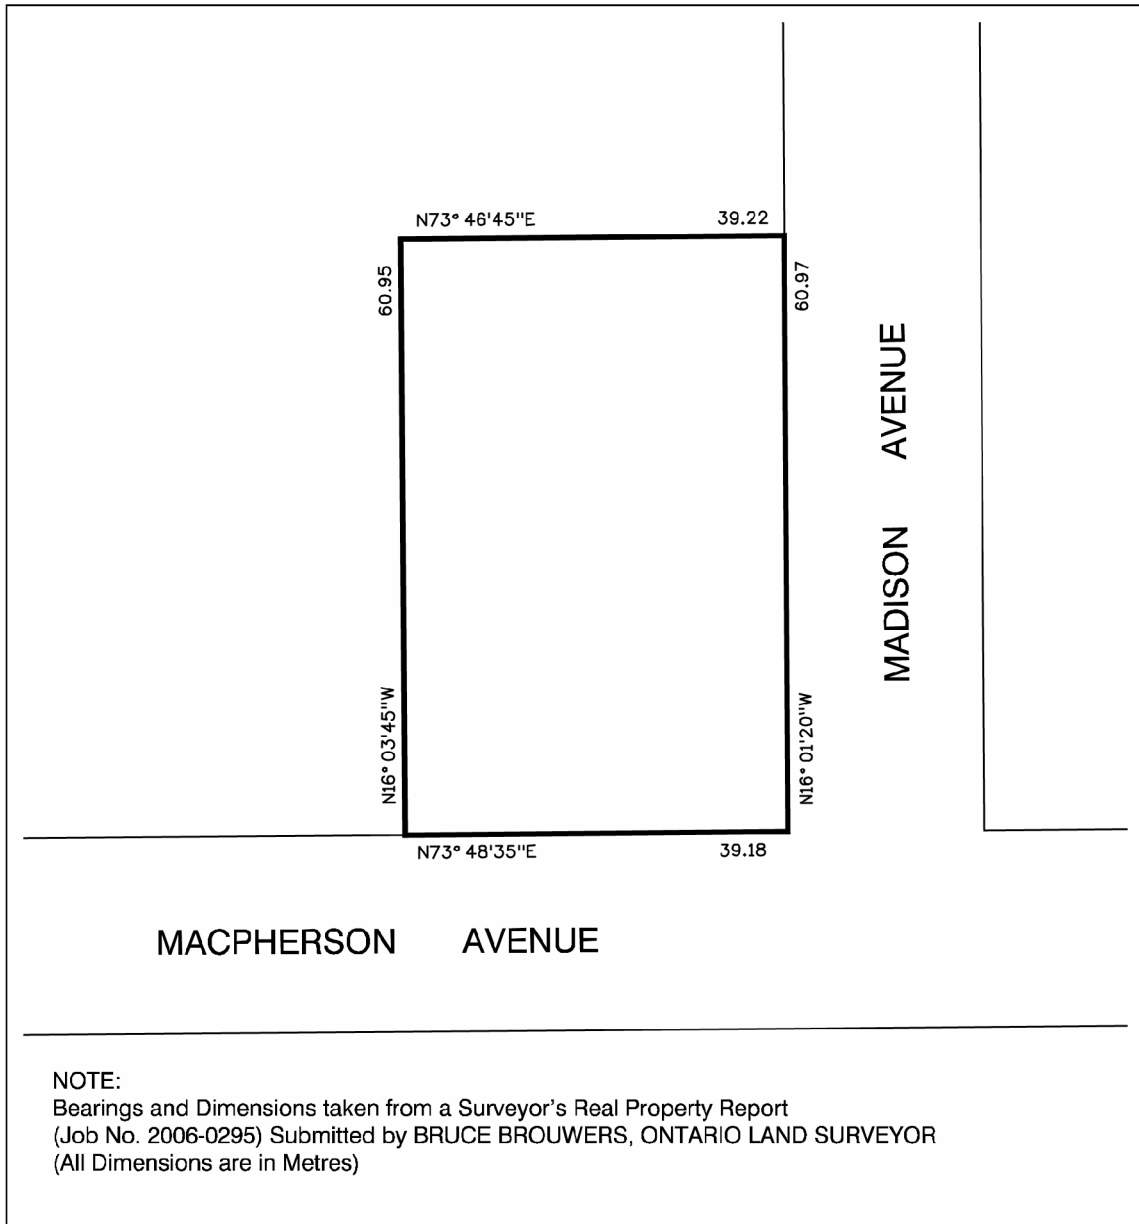 N73° 46'45"E 39.22
60.95
60.97
MADISON AVENUE
N16° 03'45"W
N16° 01'20"W
N73° 48'35"E 39.18
MACPHERSON AVENUE
NOTE:
Bearings and Dimensions taken from a Surveyor's Real Property Report
(Job No. 2006-0295) Submitted by BRUCE BROUWERS, ONTARIO LAND SURVEYOR
(All Dimensions are in Metres)